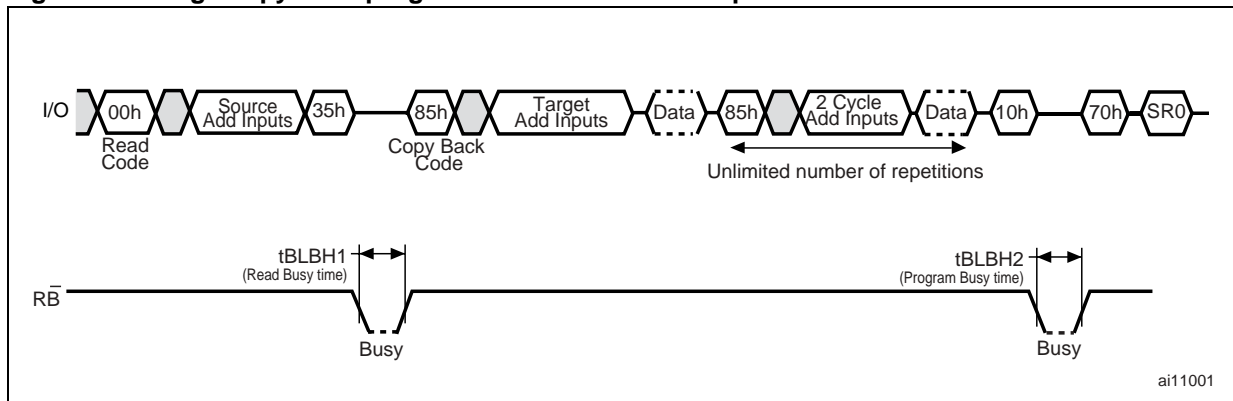 I/O 00h Source Add Inputs 35h 85h Target Add Inputs Data 85h 2 Cycle Add Inputs Data 10h 70h SR0
Read Code
Copy Back Code
Unlimited number of repetitions
tBLBH1
(Read Busy time)
tBLBH2
(Program Busy time)
RB
Busy
Busy
ai11001